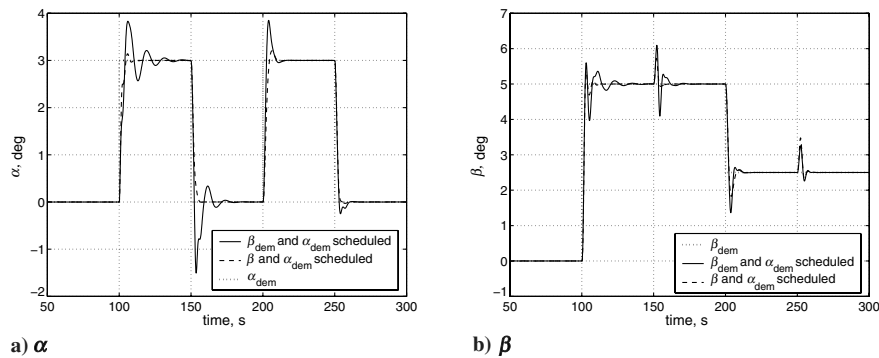 4
3
2
1
0
−1
−2
α, deg
50
100
150
200
250
300
time, s
β_dem and α_dem scheduled
β and α_dem scheduled
α_dem
a) α
7
6
5
4
3
2
1
0
−1
β, deg
50
100
150
200
250
300
time, s
β_dem
β_dem and α_dem scheduled
β and α_dem scheduled
b) β